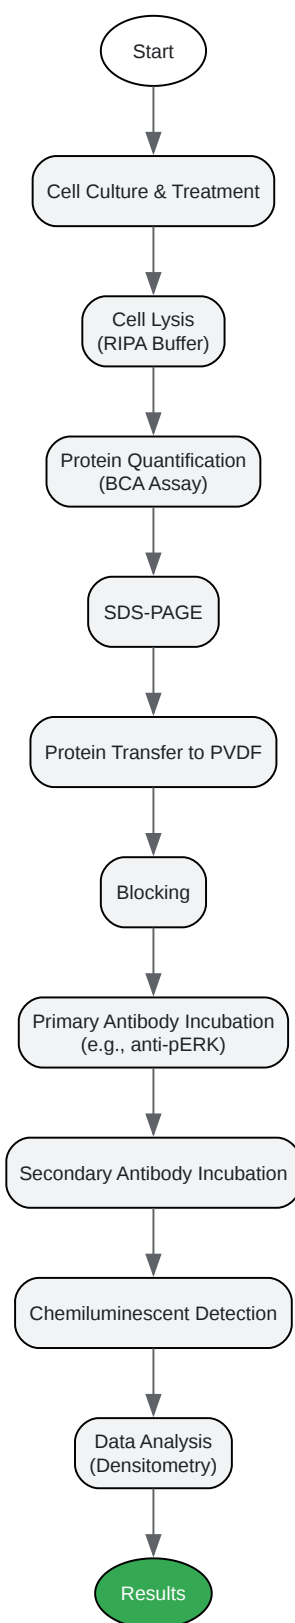 Start
Cell Culture & Treatment
Cell Lysis
(RIPA Buffer)
Protein Quantification
(BCA Assay)
SDS-PAGE
Protein Transfer to PVDF
Blocking
Primary Antibody Incubation
(e.g., anti-pERK)
Secondary Antibody Incubation
Chemiluminescent Detection
Data Analysis
(Densitometry)
Results